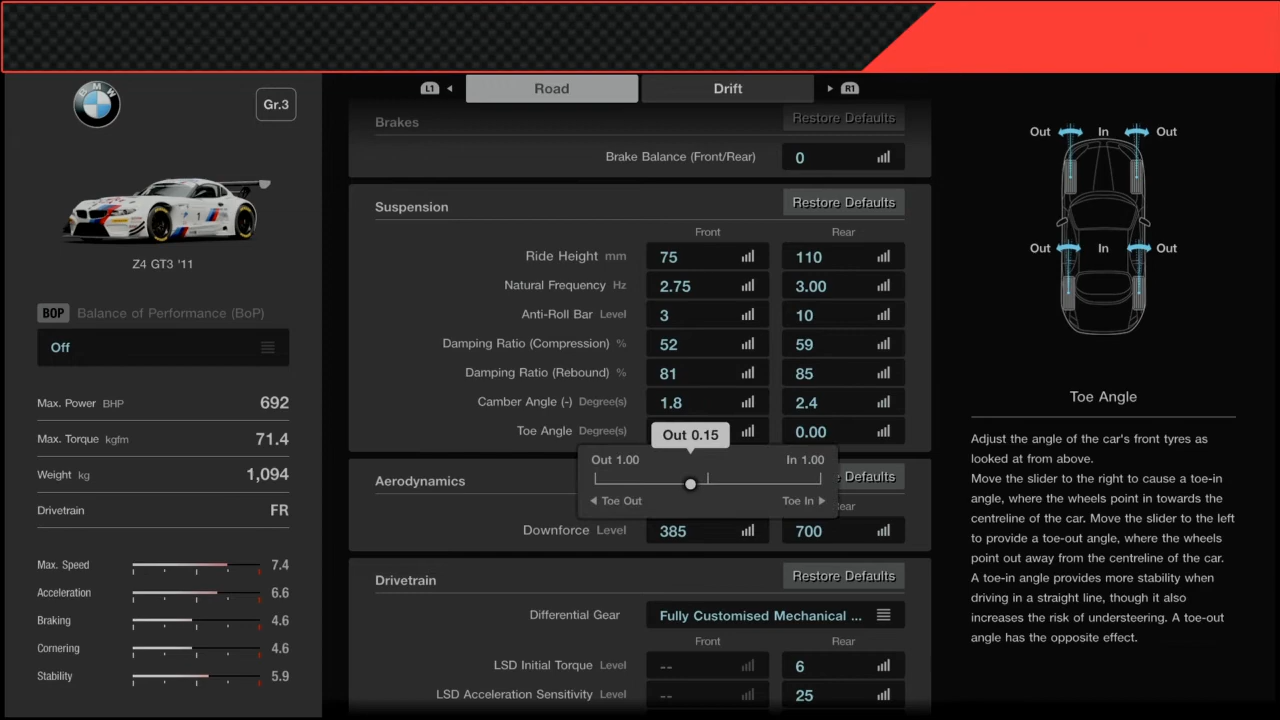 L1
Road
Drift
R1
BMW
Gr.3
Z4 GT3 '11
BOP Balance of Performance (BoP)
Off
Max. Power BHP 692
Max. Torque kgfm 71.4
Weight kg 1,094
Drivetrain FR
Max. Speed 7.4
Acceleration 6.6
Braking 4.6
Cornering 4.6
Stability 5.9
Brakes Restore Defaults
Brake Balance (Front/Rear) 0
Suspension Restore Defaults
Front Rear
Ride Height mm 75 110
Natural Frequency Hz 2.75 3.00
Anti-Roll Bar Level 3 10
Damping Ratio (Compression) % 52 59
Damping Ratio (Rebound) % 81 85
Camber Angle (-) Degree(s) 1.8 2.4
Toe Angle Degree(s) 0.00
Out 0.15
Out 1.00 In 1.00
Toe Out Toe In
Aerodynamics Defaults
ear
Downforce Level 385 700
Drivetrain Restore Defaults
Differential Gear Fully Customised Mechanical ...
Front Rear
LSD Initial Torque Level -- 6
LSD Acceleration Sensitivity Level -- 25
Out In Out
Out In Out
Toe Angle
Adjust the angle of the car's front tyres as
looked at from above.
Move the slider to the right to cause a toe-in
angle, where the wheels point in towards the
centreline of the car. Move the slider to the left
to provide a toe-out angle, where the wheels
point out away from the centreline of the car.
A toe-in angle provides more stability when
driving in a straight line, though it also
increases the risk of understeering. A toe-out
angle has the opposite effect.